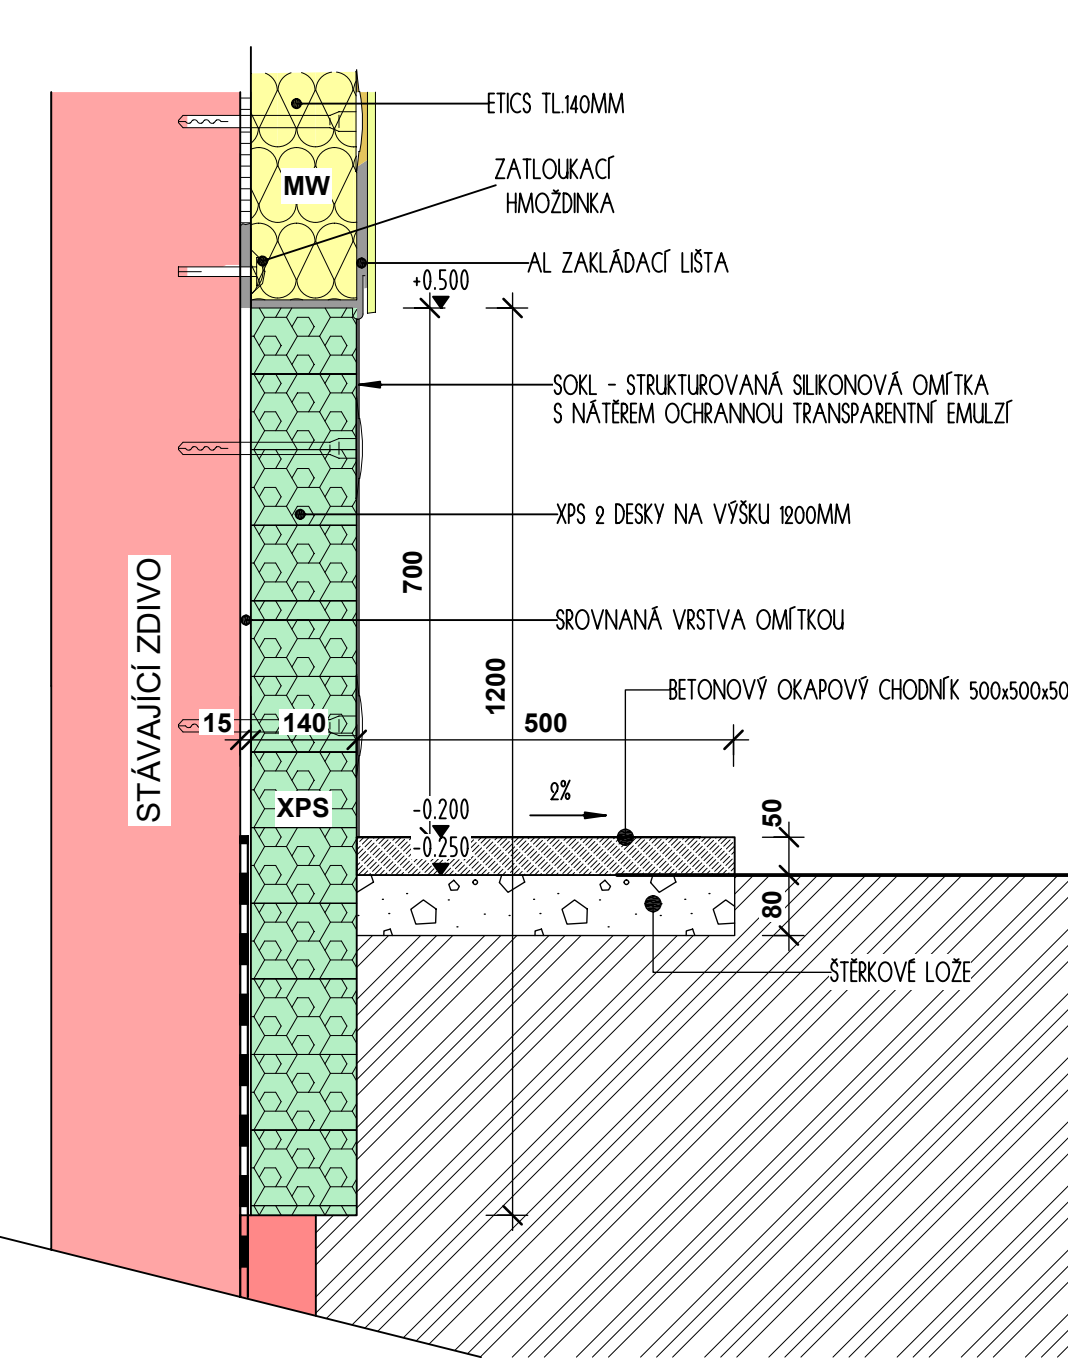 ETICS TL.140MM
ZATLOUKACÍ
HMOŽDINKA
MW
AL ZAKLÁDACÍ LIŠTA
+0.500
SOKL - STRUKTUROVANÁ SILIKONOVÁ OMÍTKA
S NÁTĚREM OCHRANNOU TRANSPARENTNÍ EMULZÍ
XPS 2 DESKY NA VÝŠKU 1200MM
700
STÁVAJÍCÍ ZDIVO
SROVNANÁ VRSTVA OMÍTKOU
1200
BETONOVÝ OKAPOVÝ CHODNÍK 500x500x50
15
140
500
XPS
2%
-0.200
-0.250
50
80
ŠTĚRKOVÉ LOŽE